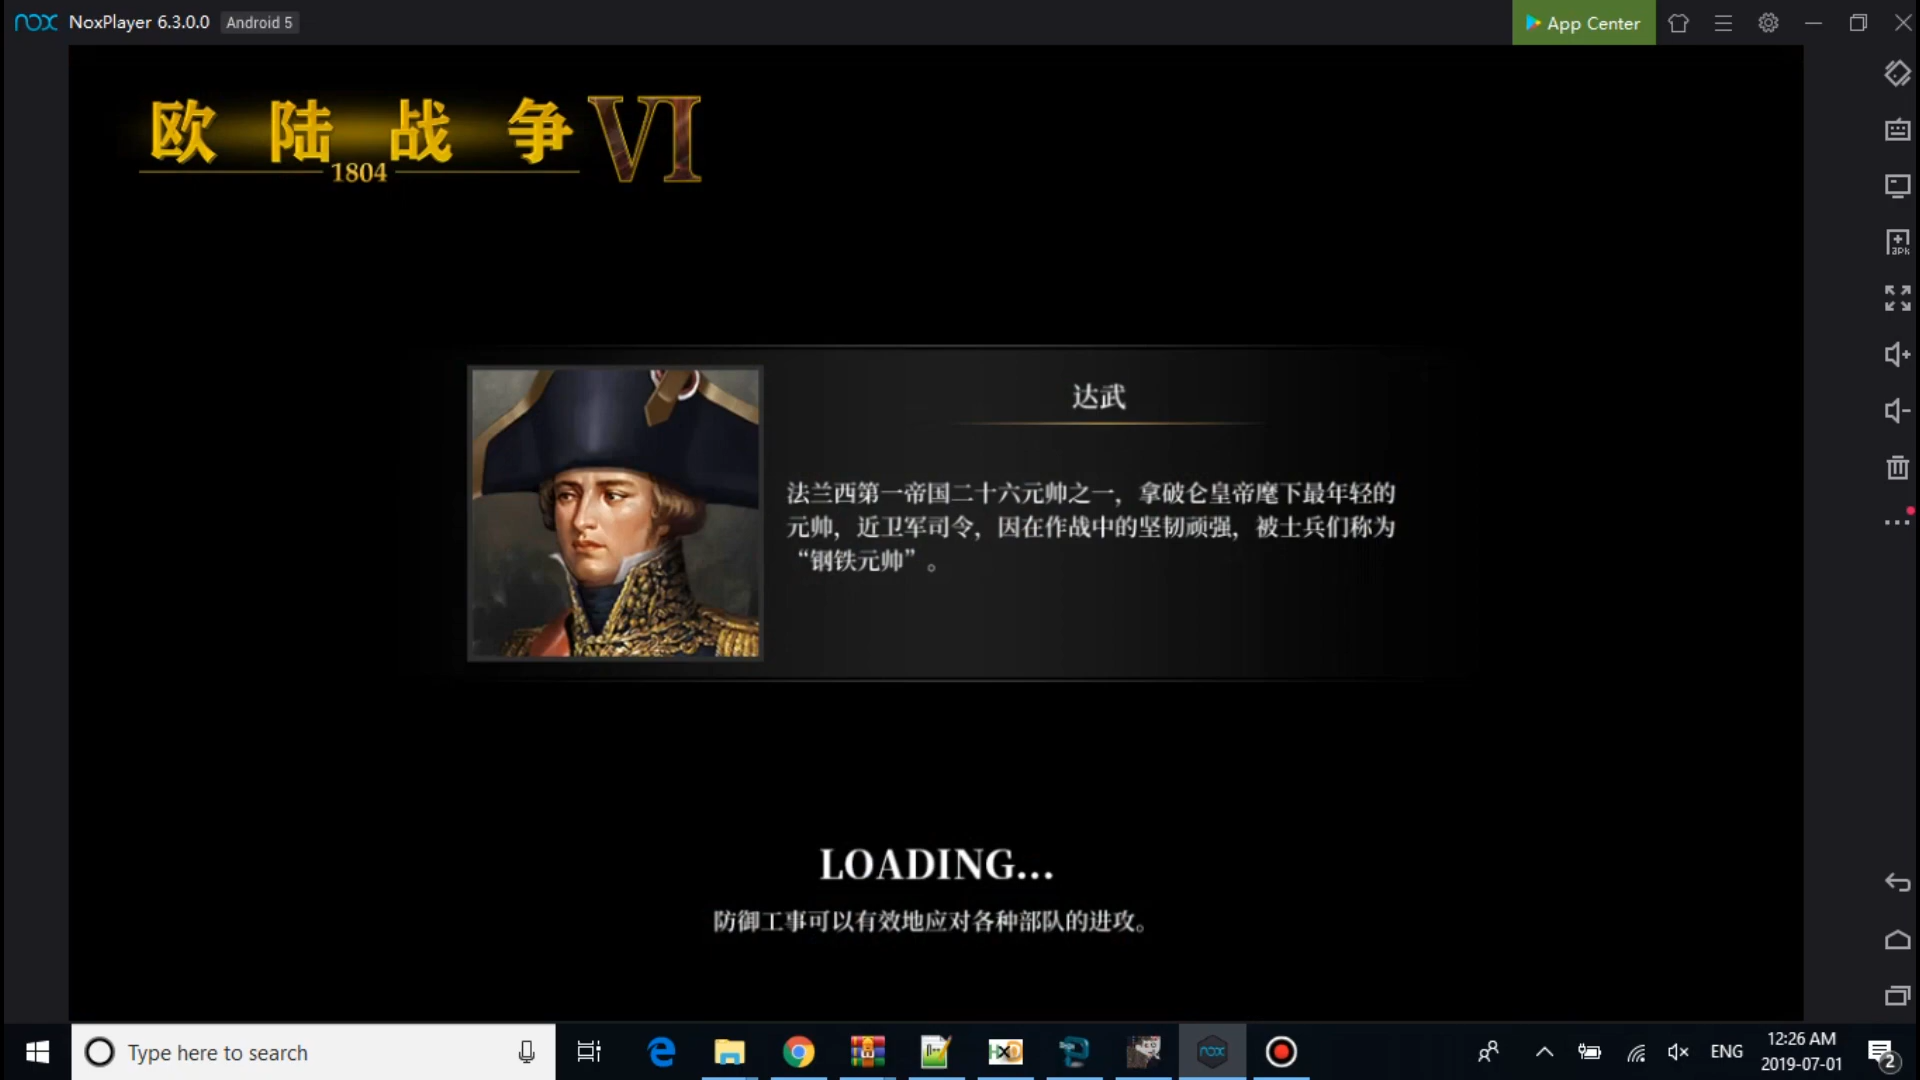 nox NoxPlayer 6.3.0.0 Android 5
App Center
欧陆战争VI
1804
达武
法兰西第一帝国二十六元帅之一，拿破仑皇帝麾下最年轻的
元帅，近卫军司令，因在作战中的坚韧顽强，被士兵们称为
“钢铁元帅”。
LOADING...
防御工事可以有效地应对各种部队的进攻。
Type here to search
nox
ENG
12:26 AM
2019-07-01
2